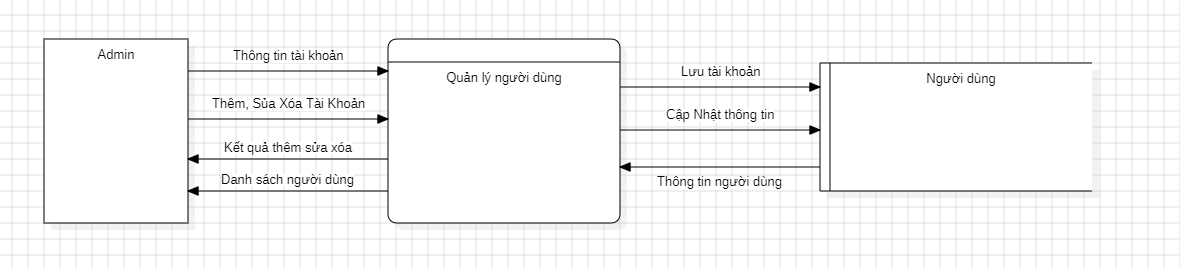 Admin
Thông tin tài khoản
Thêm, Sủa Xóa Tài Khoản
Kết quả thêm sửa xóa
Danh sách người dùng
Quản lý người dùng
Lưu tài khoản
Cập Nhật thông tin
Thông tin người dùng
Người dùng